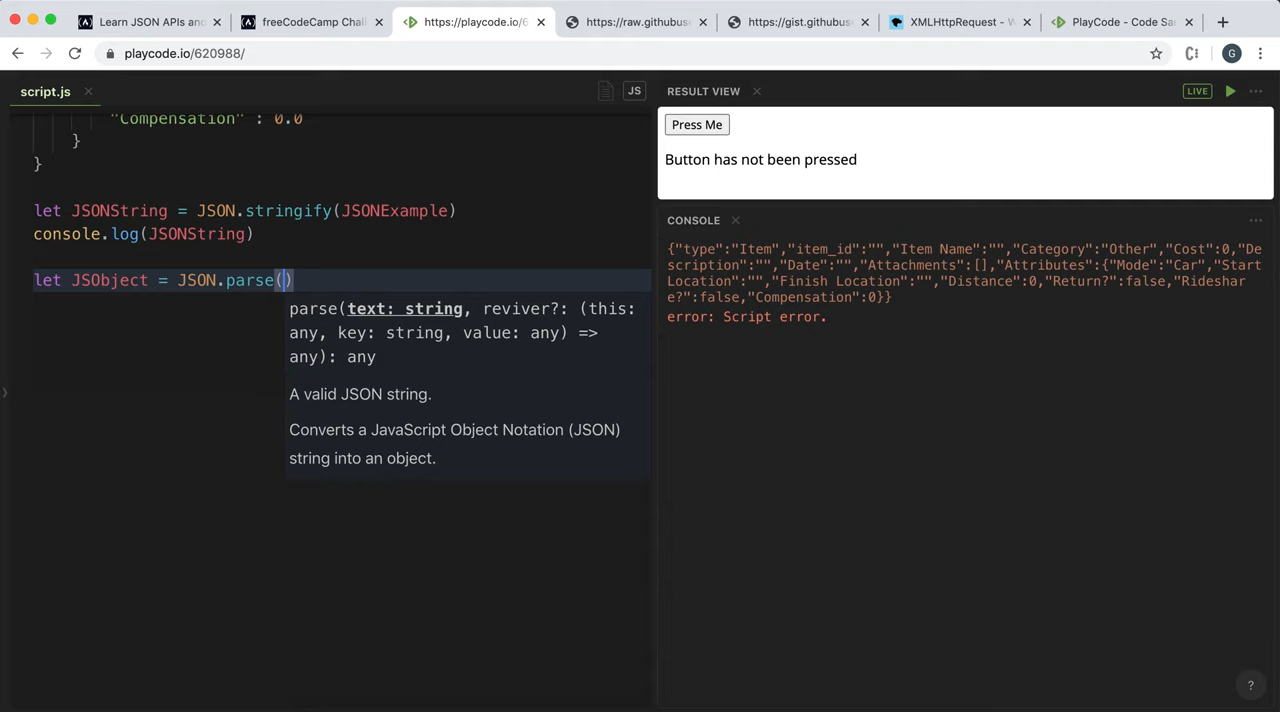 Learn JSON APIs and
freeCodeCamp Chal
https://playcode.io/6
https://raw.githubuse
https://gist.githubuse
XMLHttpRequest - W
PlayCode - Code Sa
playcode.io/620988/
G
script.js
JS
"Compensation" : 0.0
}
}
let JSONString = JSON.stringify(JSONExample)
console.log(JSONString)
let JSObject = JSON.parse()
parse(text: string, reviver?: (this:
any, key: string, value: any) =>
any): any
A valid JSON string.
Converts a JavaScript Object Notation (JSON)
string into an object.
RESULT VIEW
LIVE
Press Me
Button has not been pressed
CONSOLE
{"type":"Item","item_id":"","Item Name":"","Category":"Other","Cost":0,"De
scription":"","Date":"","Attachments":[],"Attributes":{"Mode":"Car","Start
Location":"","Finish Location":"","Distance":0,"Return?":false,"Rideshar
e?":false,"Compensation":0}}
error: Script error.
?